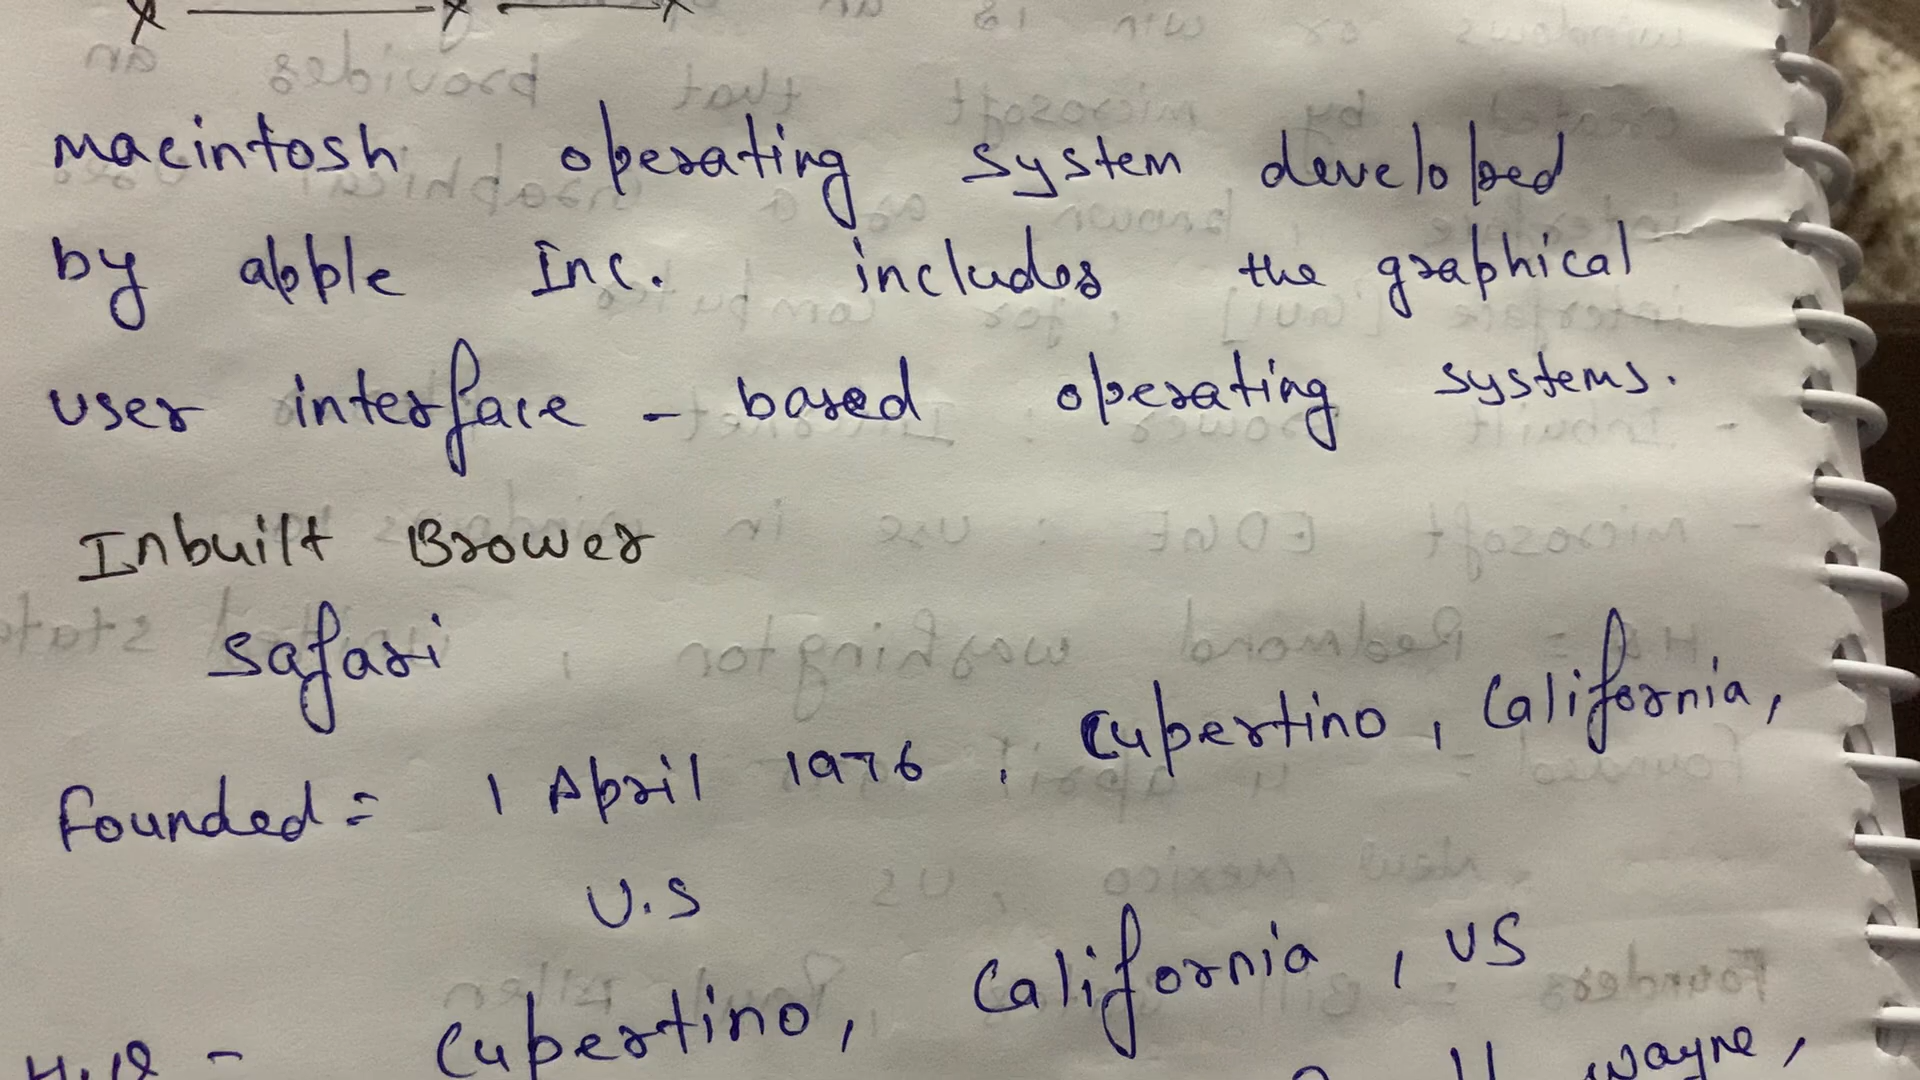 macintosh operating system developed
by apple Inc. includes the graphical
user interface - based operating systems.
Inbuilt Brower
Safari
founded = 1 April 1976, Cupertino, California,
U.S
Cupertino, California, US
wayne,